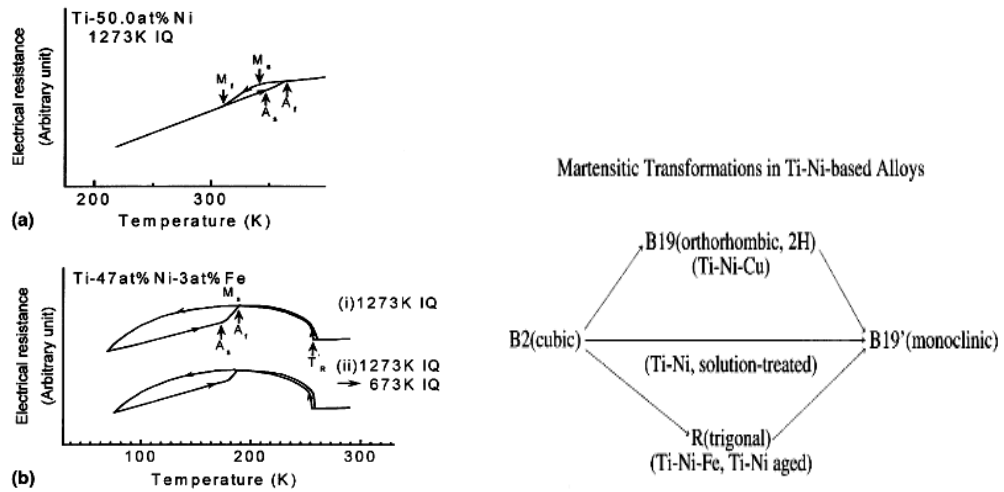 Ti-50.0at% Ni
1273K IQ
Electrical resistance
(Arbitrary unit)
Mf
Ms
As
Af
200
300
(a)
Temperature (K)
Ti-47at% Ni-3at% Fe
(i)1273K IQ
Electrical resistance
(Arbitrary unit)
Ms
As
Af
T'R
(ii)1273K IQ
→ 673K IQ
100
200
300
(b)
Temperature (K)
Martensitic Transformations in Ti-Ni-based Alloys
B19(orthorhombic, 2H)
(Ti-Ni-Cu)
B2(cubic)
B19'(monoclinic)
(Ti-Ni, solution-treated)
R(trigonal)
(Ti-Ni-Fe, Ti-Ni aged)